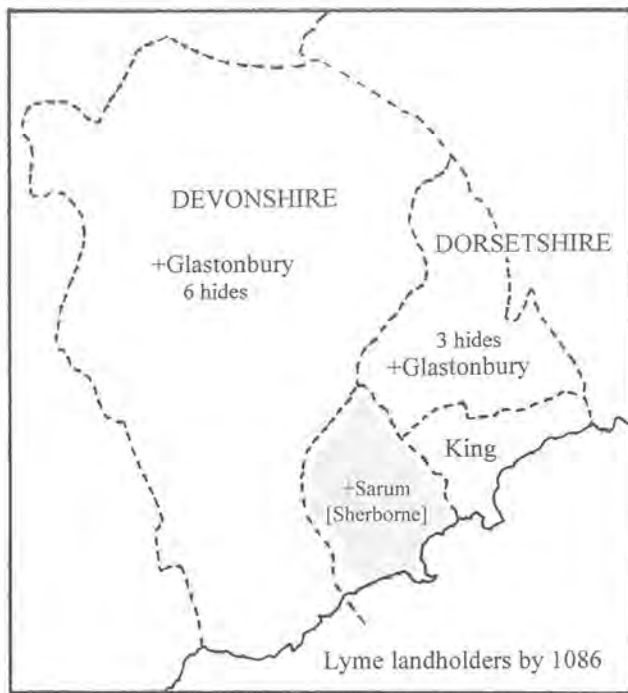 DEVONSHIRE
+Glastonbury
6 hides
DORSETSHIRE
3 hides
+Glastonbury
King
+Sarum
[Sherborne]
Lyme landholders by 1086